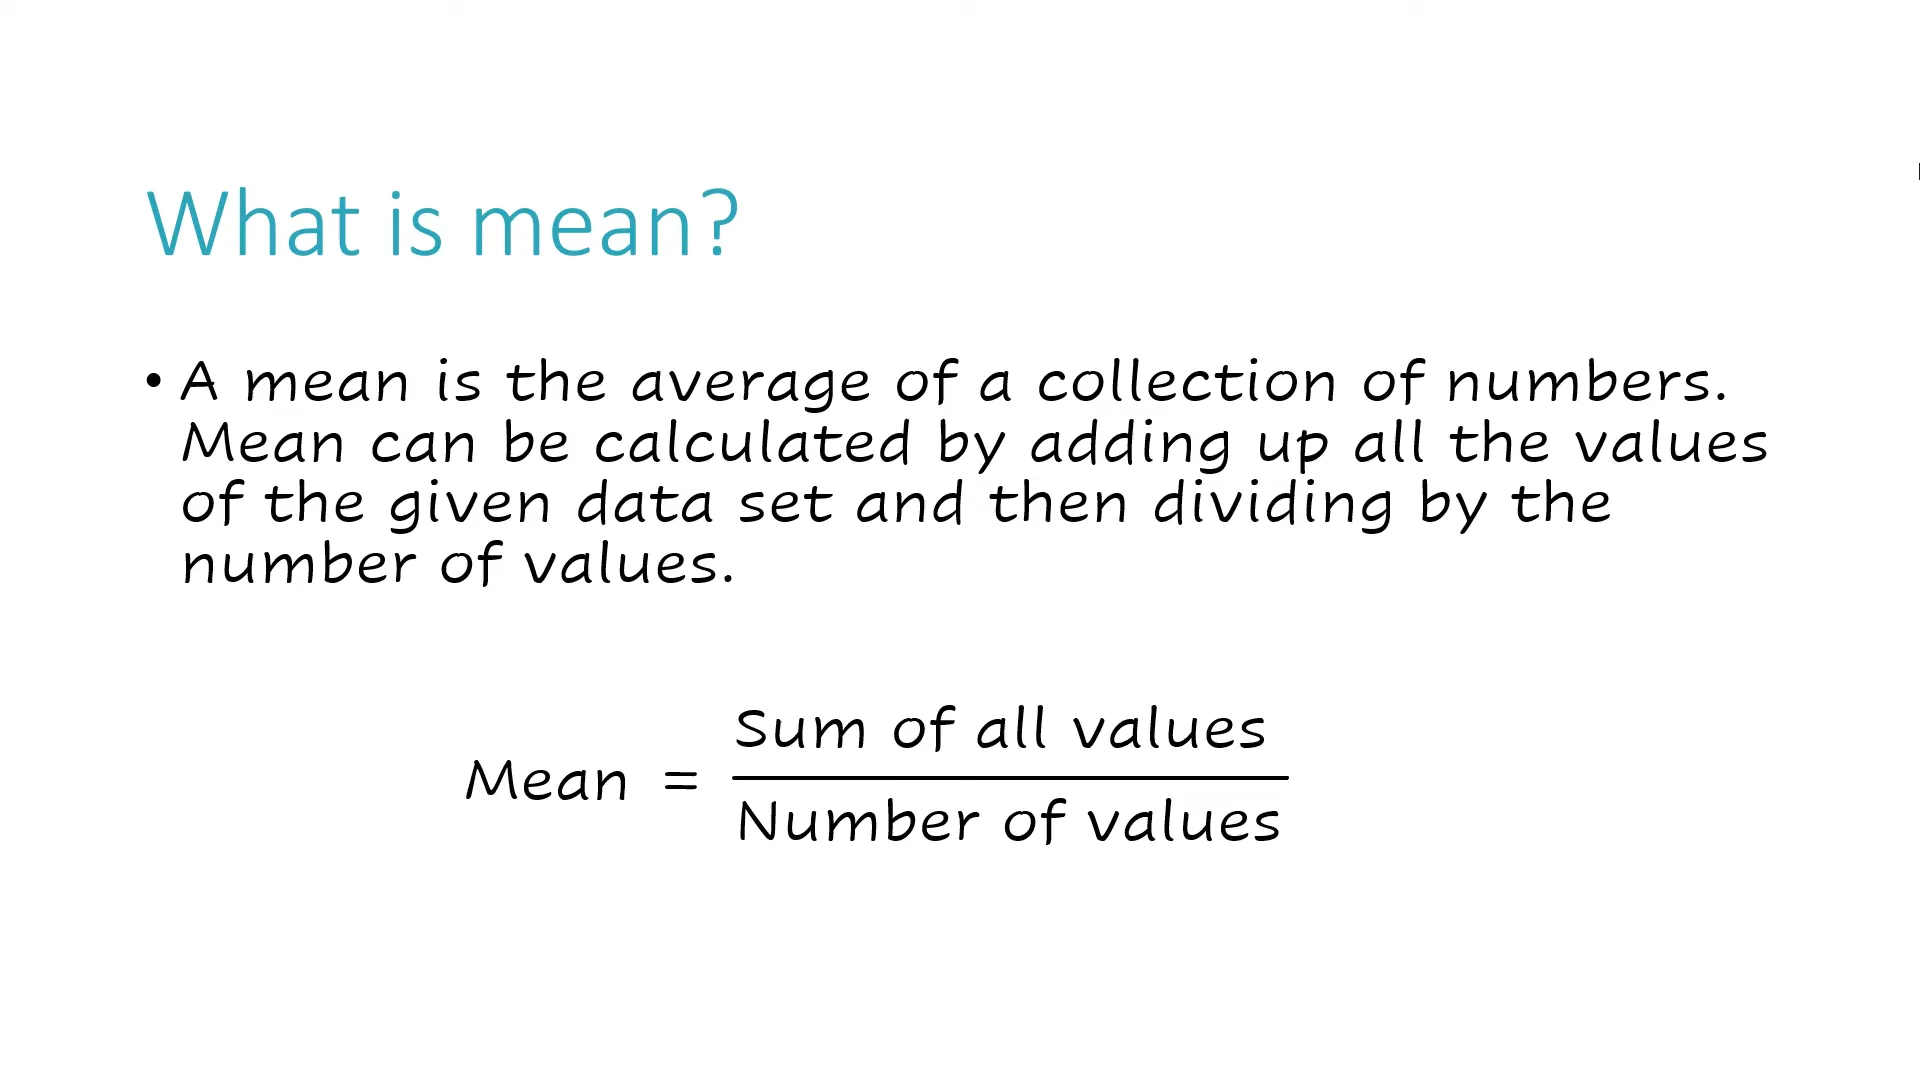 What is mean?
• A mean is the average of a collection of numbers.
Mean can be calculated by adding up all the values
of the given data set and then dividing by the
number of values.
Sum of all values
Mean =
Number of values